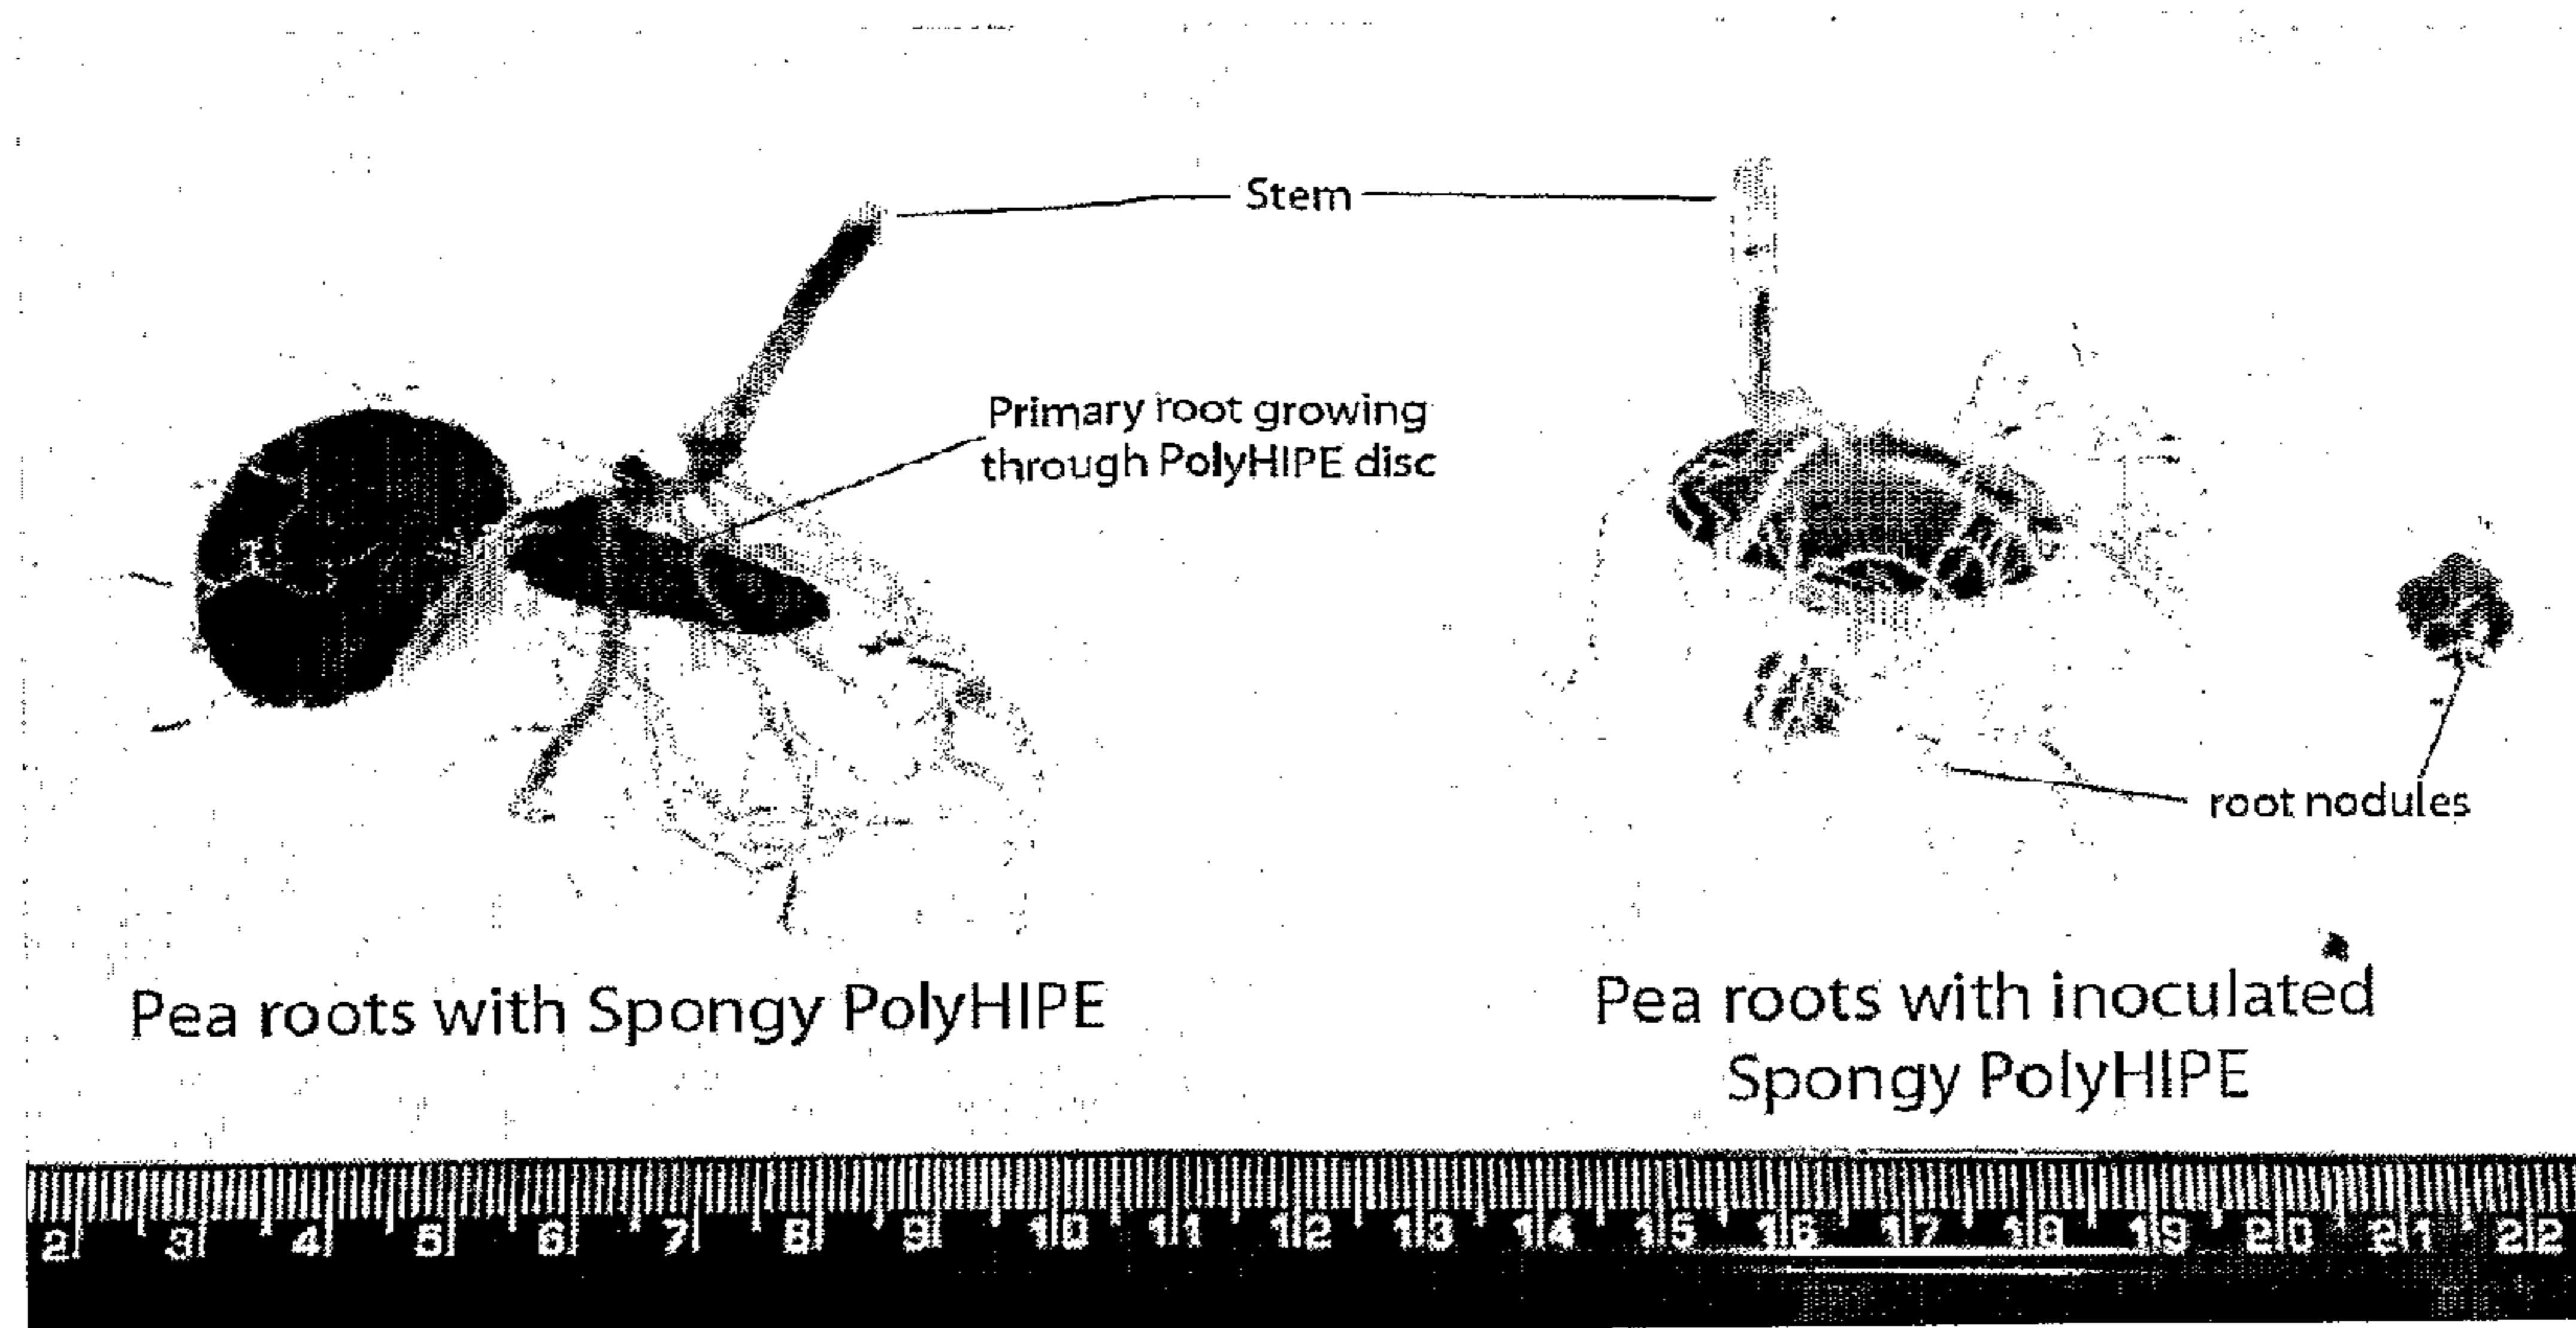 Stem
Primary root growing
through PolyHIPE disc
root nodules
Pea roots with Spongy PolyHIPE
Pea roots with inoculated
Spongy PolyHIPE
2 3 4 5 6 7 8 9 10 11 12 13 14 15 16 17 18 19 20 21 22